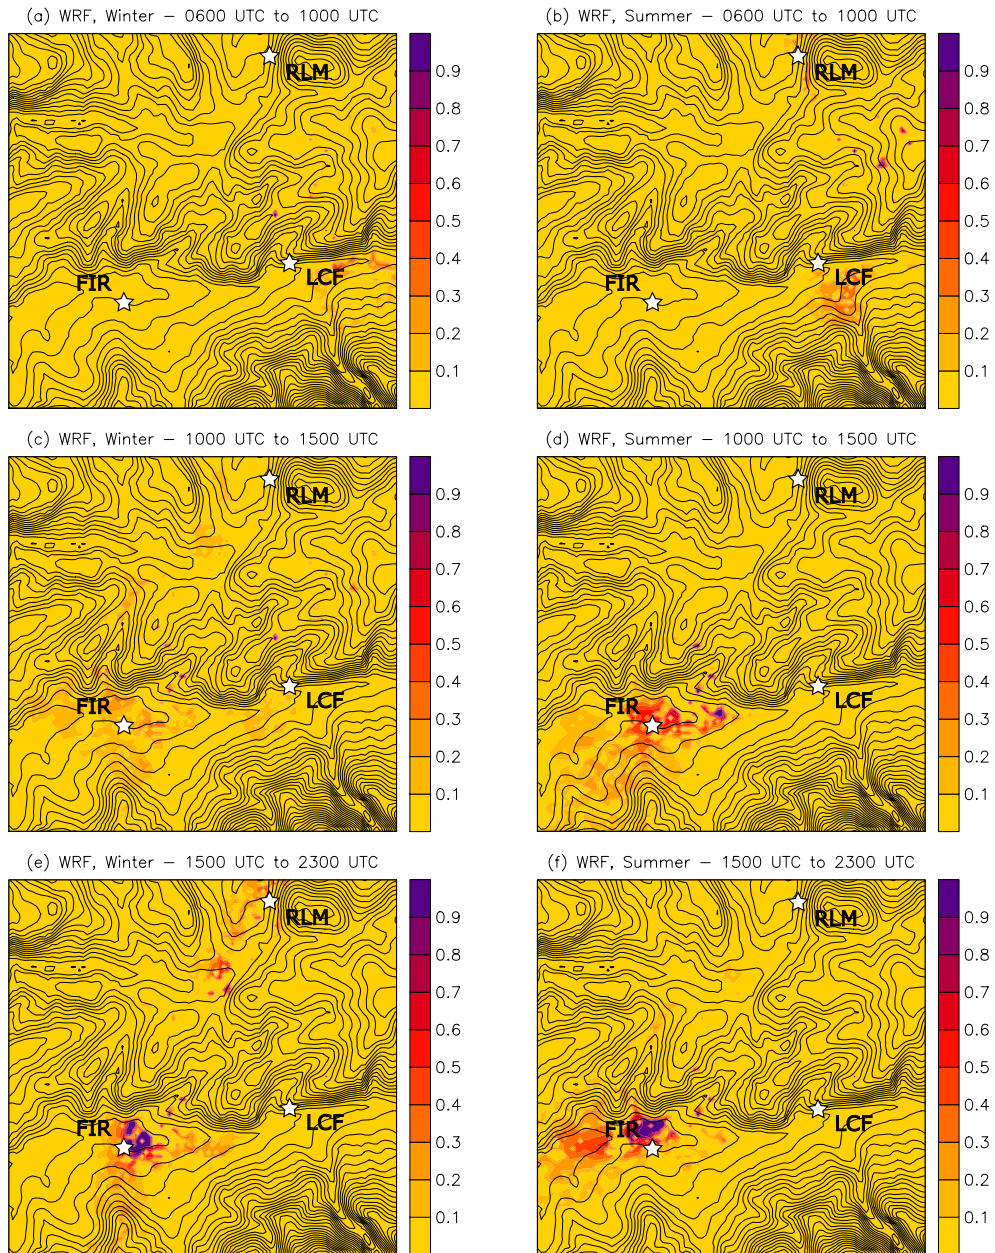 (a) WRF, Winter – 0600 UTC to 1000 UTC
RLM
FIR
LCF
0.9
0.8
0.7
0.6
0.5
0.4
0.3
0.2
0.1
(b) WRF, Summer – 0600 UTC to 1000 UTC
RLM
FIR
LCF
0.9
0.8
0.7
0.6
0.5
0.4
0.3
0.2
0.1
(c) WRF, Winter – 1000 UTC to 1500 UTC
RLM
FIR
LCF
0.9
0.8
0.7
0.6
0.5
0.4
0.3
0.2
0.1
(d) WRF, Summer – 1000 UTC to 1500 UTC
RLM
FIR
LCF
0.9
0.8
0.7
0.6
0.5
0.4
0.3
0.2
0.1
(e) WRF, Winter – 1500 UTC to 2300 UTC
RLM
FIR
LCF
0.9
0.8
0.7
0.6
0.5
0.4
0.3
0.2
0.1
(f) WRF, Summer – 1500 UTC to 2300 UTC
RLM
FIR
LCF
0.9
0.8
0.7
0.6
0.5
0.4
0.3
0.2
0.1